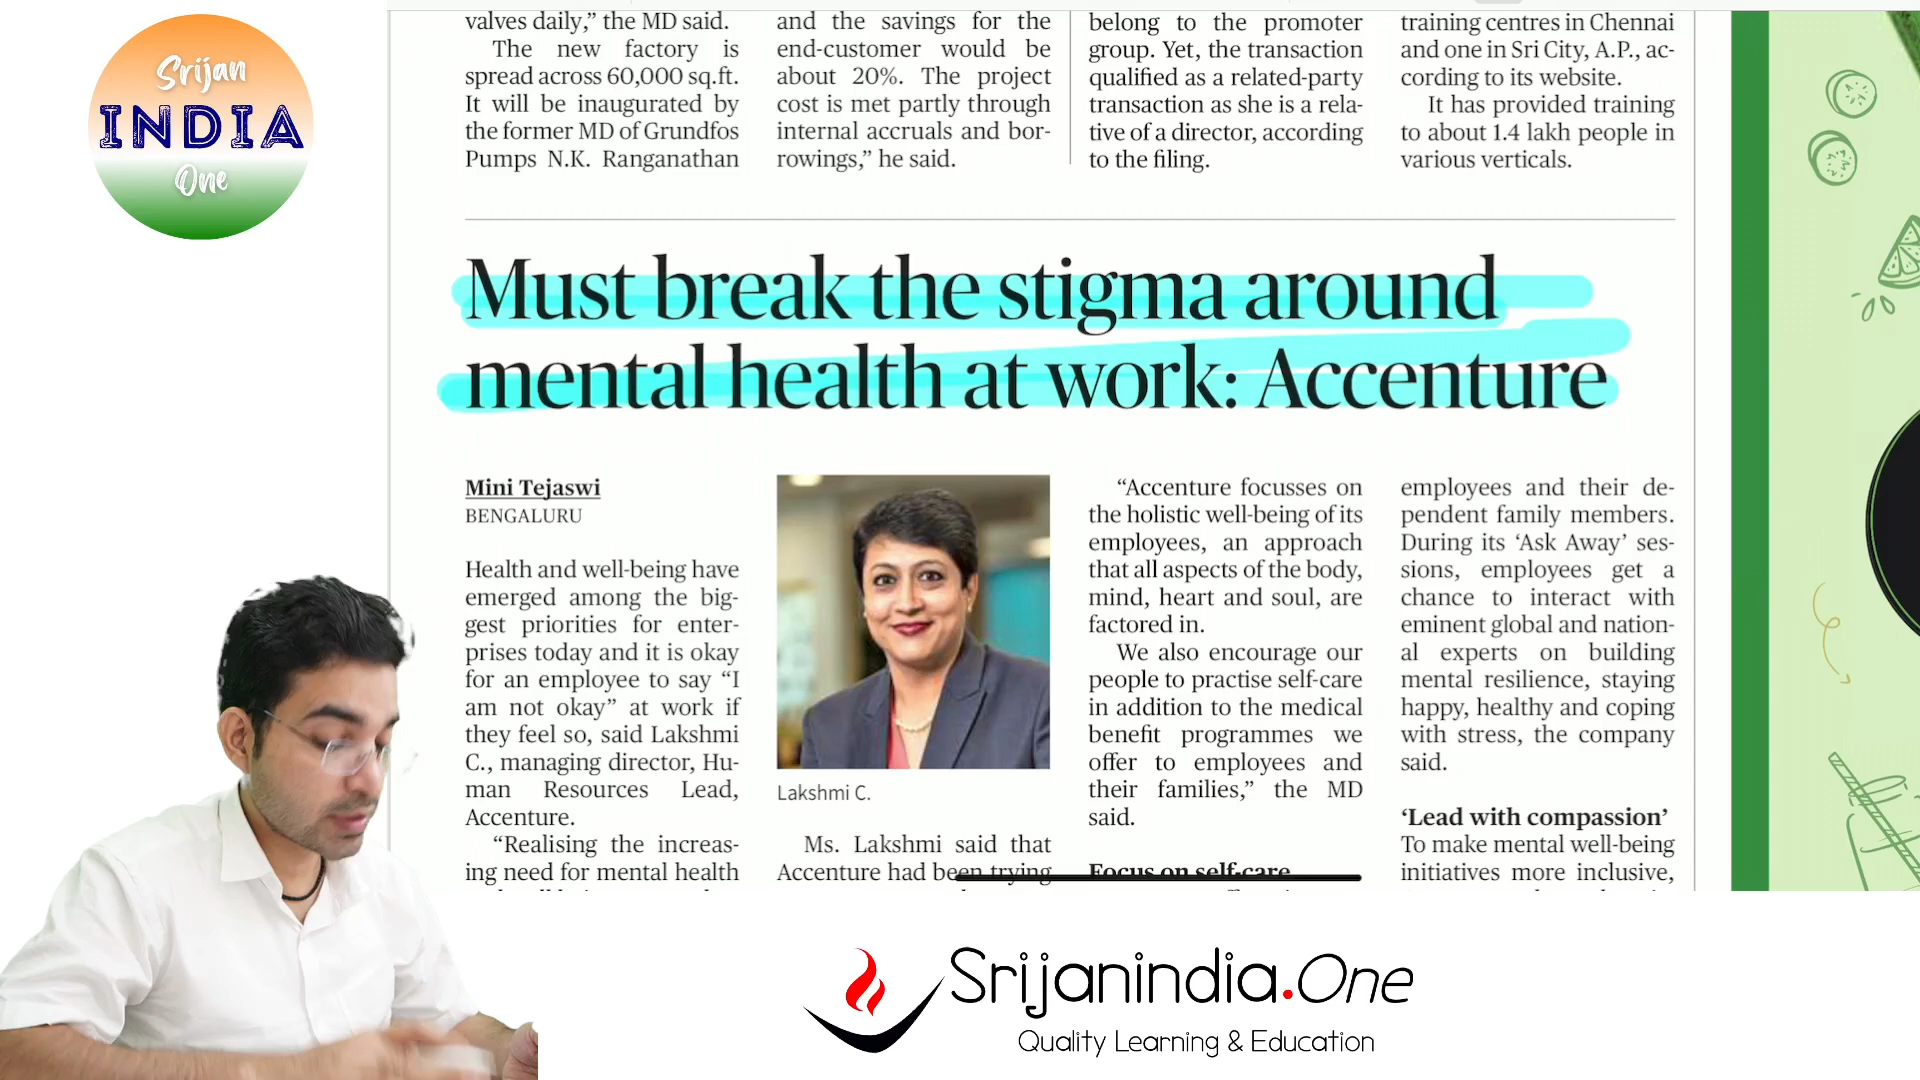 Srijan
INDIA
One
valves daily,” the MD said.
The new factory is
spread across 60,000 sq.ft.
It will be inaugurated by
the former MD of Grundfos
Pumps N.K. Ranganathan
and the savings for the
end-customer would be
about 20%. The project
cost is met partly through
internal accruals and bor-
rowings,” he said.
belong to the promoter
group. Yet, the transaction
qualified as a related-party
transaction as she is a rela-
tive of a director, according
to the filing.
training centres in Chennai
and one in Sri City, A.P., ac-
cording to its website.
It has provided training
to about 1.4 lakh people in
various verticals.
Must break the stigma around
mental health at work: Accenture
Mini Tejaswi
BENGALURU
Health and well-being have
emerged among the big-
gest priorities for enter-
prises today and it is okay
for an employee to say “I
am not okay” at work if
they feel so, said Lakshmi
C., managing director, Hu-
man Resources Lead,
Accenture.
“Realising the increas-
ing need for mental health
Lakshmi C.
Ms. Lakshmi said that
Accenture had been trying
“Accenture focusses on
the holistic well-being of its
employees, an approach
that all aspects of the body,
mind, heart and soul, are
factored in.
We also encourage our
people to practise self-care
in addition to the medical
benefit programmes we
offer to employees and
their families,” the MD
said.
Focus on self-care
employees and their de-
pendent family members.
During its ‘Ask Away’ ses-
sions, employees get a
chance to interact with
eminent global and nation-
al experts on building
mental resilience, staying
happy, healthy and coping
with stress, the company
said.
‘Lead with compassion’
To make mental well-being
initiatives more inclusive,
Srijanindia.One
Quality Learning & Education